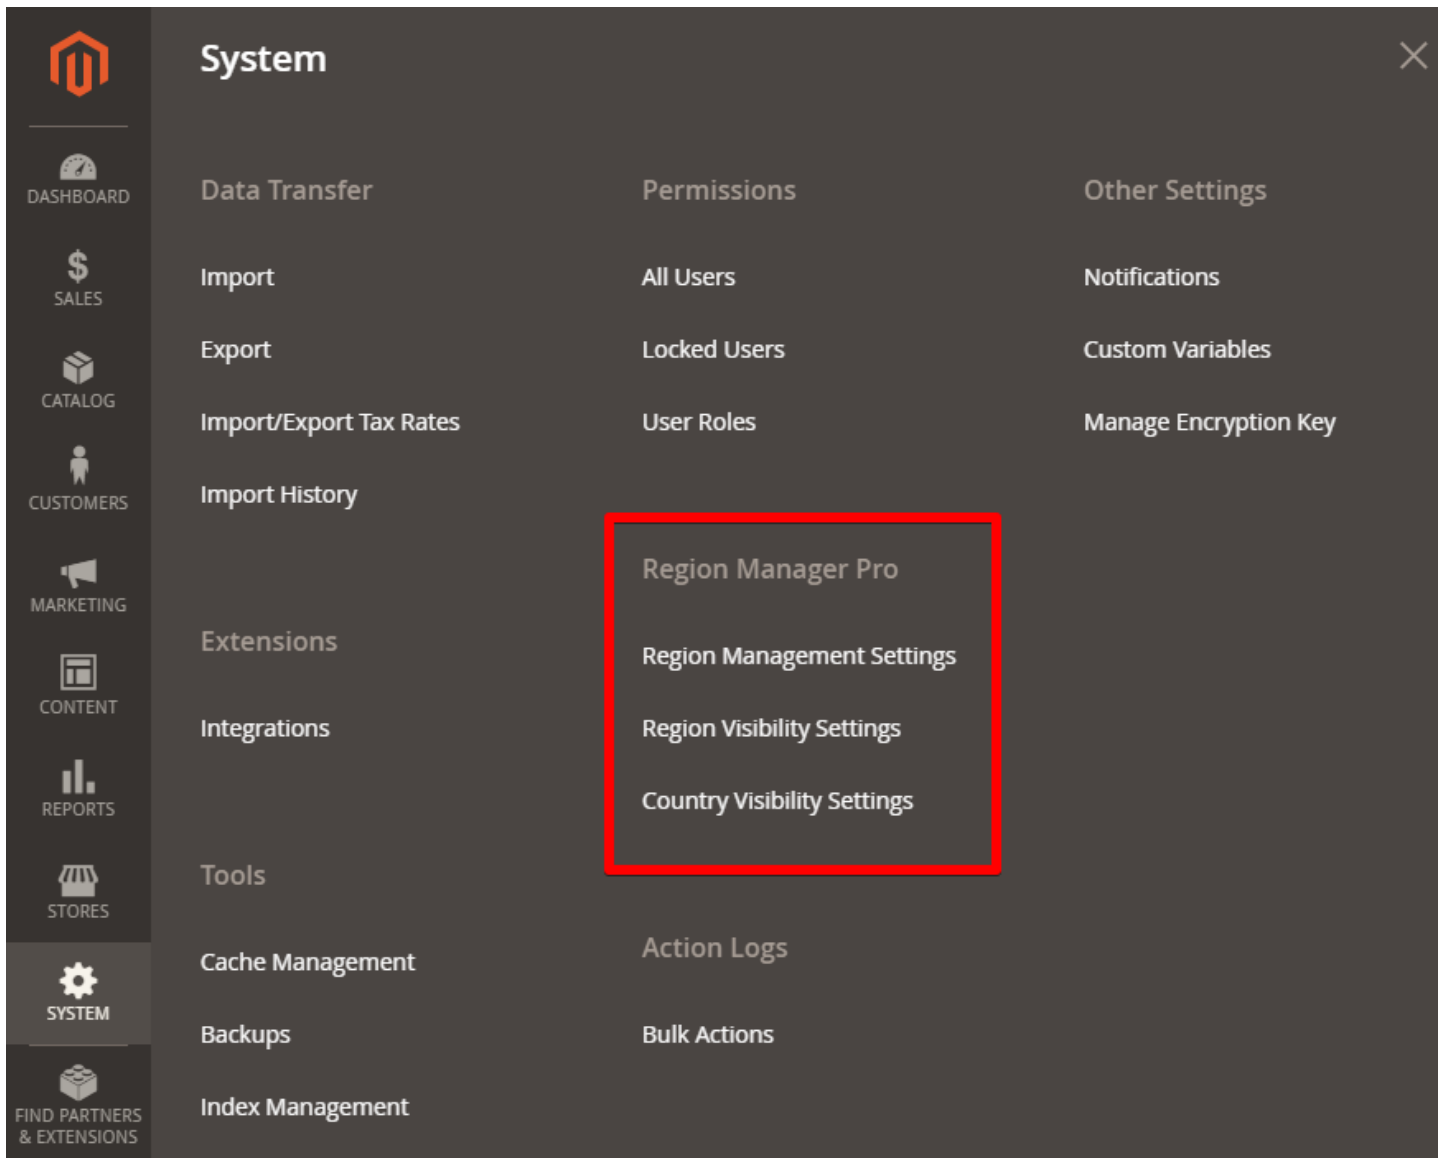 System
DASHBOARD
SALES
CATALOG
CUSTOMERS
MARKETING
CONTENT
REPORTS
STORES
SYSTEM
FIND PARTNERS
& EXTENSIONS
Data Transfer
Import
Export
Import/Export Tax Rates
Import History
Extensions
Integrations
Tools
Cache Management
Backups
Index Management
Permissions
All Users
Locked Users
User Roles
Region Manager Pro
Region Management Settings
Region Visibility Settings
Country Visibility Settings
Action Logs
Bulk Actions
Other Settings
Notifications
Custom Variables
Manage Encryption Key